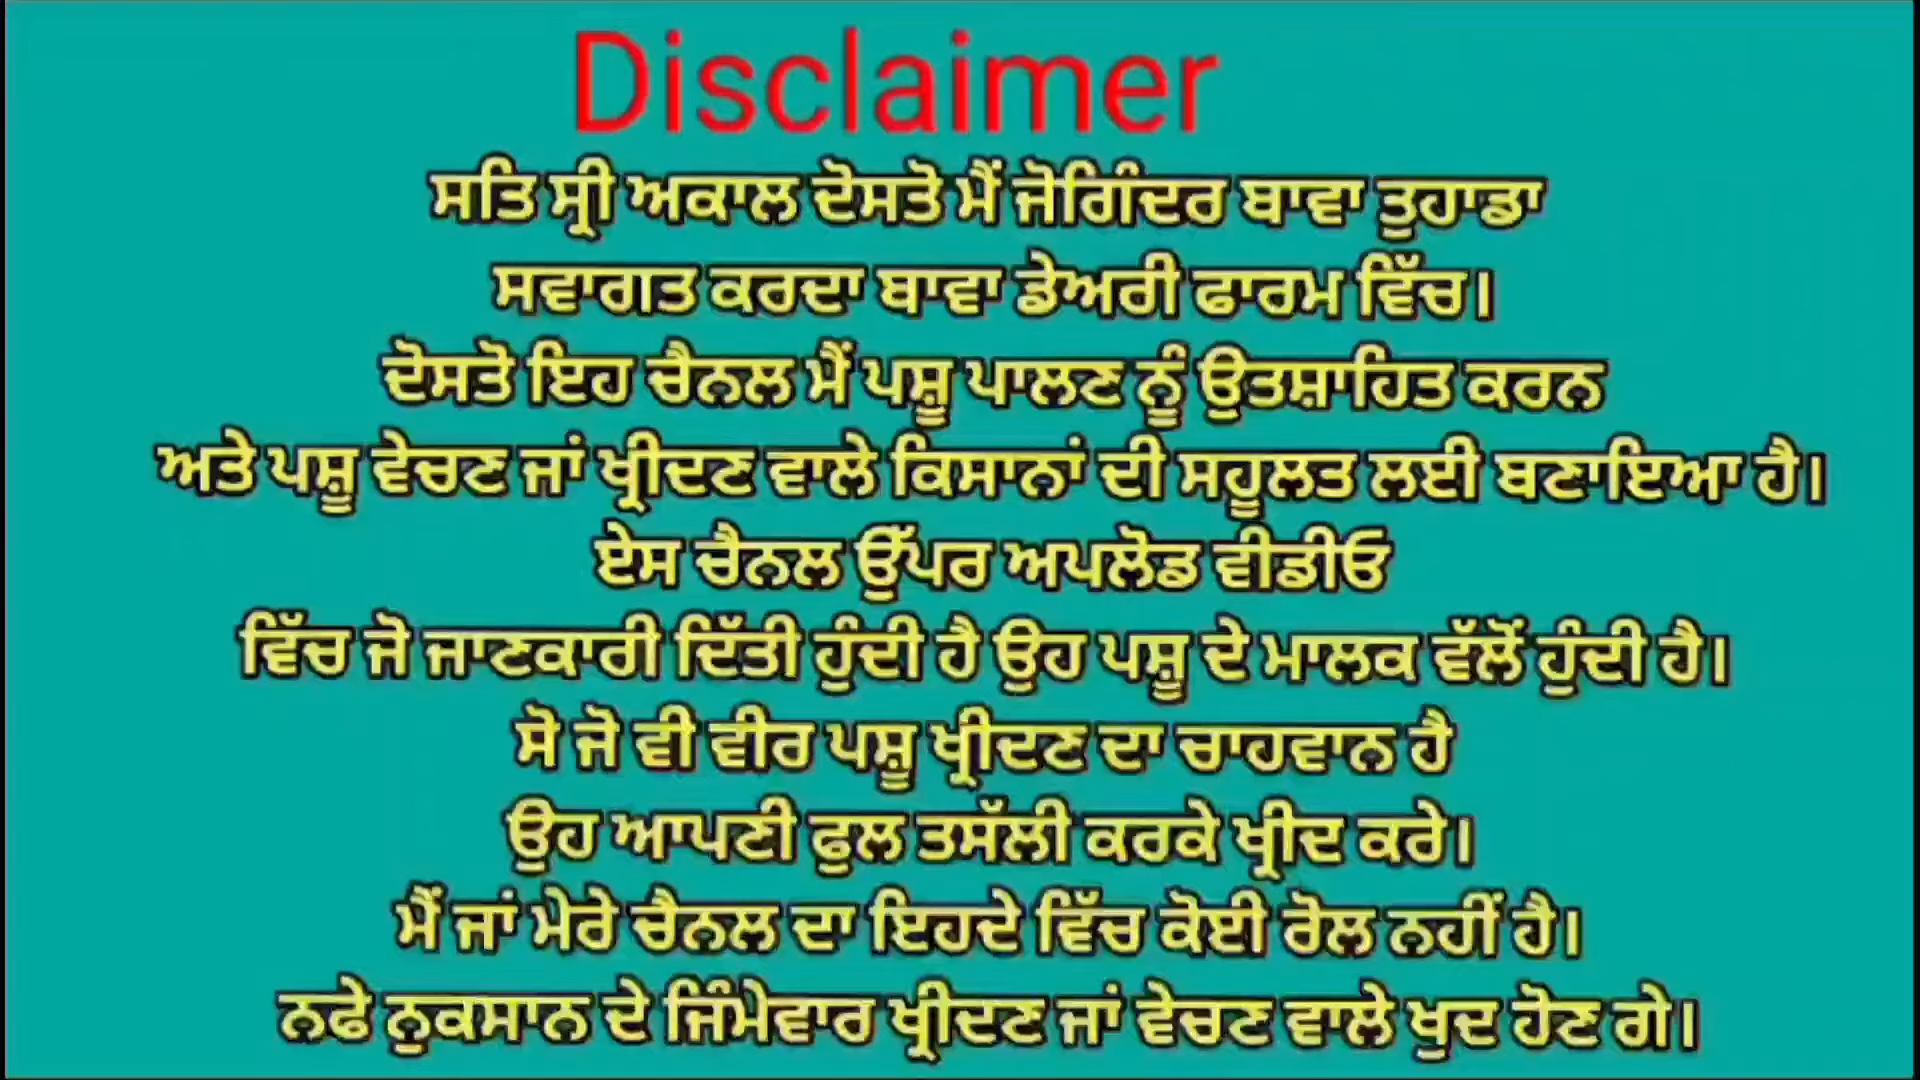 Disclaimer
ਸਤਿ ਸ੍ਰੀ ਅਕਾਲ ਦੋਸਤੋ ਮੈਂ ਜੋਗਿੰਦਰ ਬਾਵਾ ਤੁਹਾਡਾ
ਸਵਾਗਤ ਕਰਦਾ ਬਾਵਾ ਡੇਅਰੀ ਫਾਰਮ ਵਿੱਚ।
ਦੋਸਤੋ ਇਹ ਚੈਨਲ ਮੈਂ ਪਸ਼ੂ ਪਾਲਣ ਨੂੰ ਉਤਸ਼ਾਹਿਤ ਕਰਨ
ਅਤੇ ਪਸ਼ੂ ਵੇਚਣ ਜਾਂ ਖ੍ਰੀਦਣ ਵਾਲੇ ਕਿਸਾਨਾਂ ਦੀ ਸਹੂਲਤ ਲਈ ਬਣਾਇਆ ਹੈ।
ਏਸ ਚੈਨਲ ਉੱਪਰ ਅਪਲੋਡ ਵੀਡੀਓ
ਵਿੱਚ ਜੋ ਜਾਣਕਾਰੀ ਦਿੱਤੀ ਹੁੰਦੀ ਹੈ ਉਹ ਪਸ਼ੂ ਦੇ ਮਾਲਕ ਵੱਲੋਂ ਹੁੰਦੀ ਹੈ।
ਸੋ ਜੋ ਵੀ ਵੀਰ ਪਸ਼ੂ ਖ੍ਰੀਦਣ ਦਾ ਚਾਹਵਾਨ ਹੈ
ਉਹ ਆਪਣੀ ਫੁਲ ਤਸੱਲੀ ਕਰਕੇ ਖ੍ਰੀਦ ਕਰੇ।
ਮੈਂ ਜਾਂ ਮੇਰੇ ਚੈਨਲ ਦਾ ਇਹਦੇ ਵਿੱਚ ਕੋਈ ਰੋਲ ਨਹੀਂ ਹੈ।
ਨਫੇ ਨੁਕਸਾਨ ਦੇ ਜਿੰਮੇਵਾਰ ਖ੍ਰੀਦਣ ਜਾਂ ਵੇਚਣ ਵਾਲੇ ਖੁਦ ਹੋਣ ਗੇ।